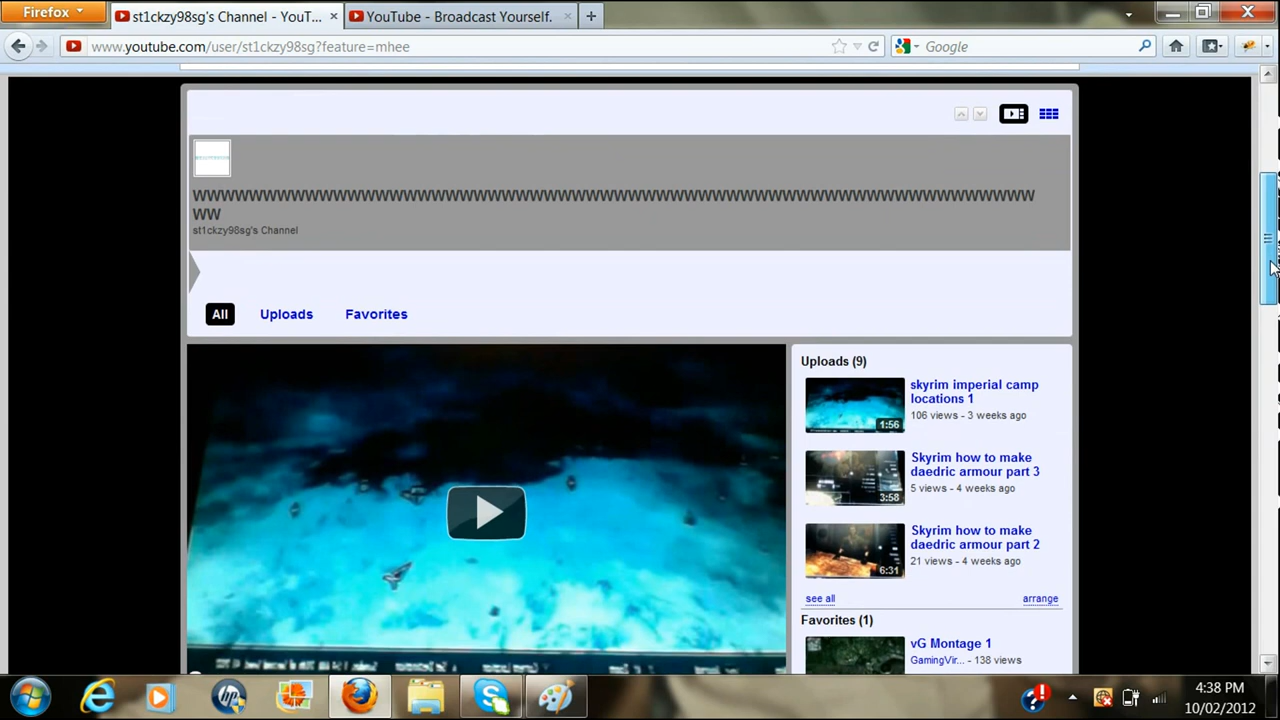 Firefox
st1ckzy98sg's Channel - YouT...
YouTube - Broadcast Yourself.
www.youtube.com/user/st1ckzy98sg?feature=mhee
Google
WW
st1ckzy98sg's Channel
All
Uploads
Favorites
Uploads (9)
skyrim imperial camp
locations 1
106 views - 3 weeks ago
1:56
Skyrim how to make
daedric armour part 3
5 views - 4 weeks ago
3:58
Skyrim how to make
daedric armour part 2
21 views - 4 weeks ago
6:31
see all
arrange
Favorites (1)
vG Montage 1
GamingVir... - 138 views
4:38 PM
10/02/2012